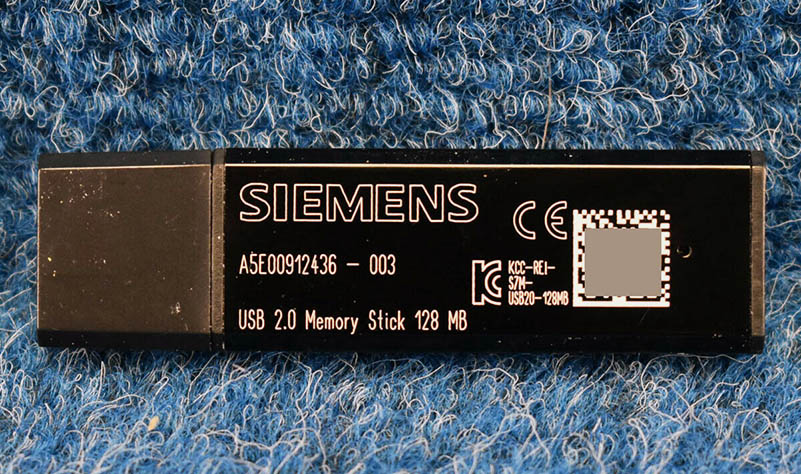 SIEMENS
CE
A5E00912436 - 003
KCC-REI-
S7M-
USB20-128MB
USB 2.0 Memory Stick 128 MB